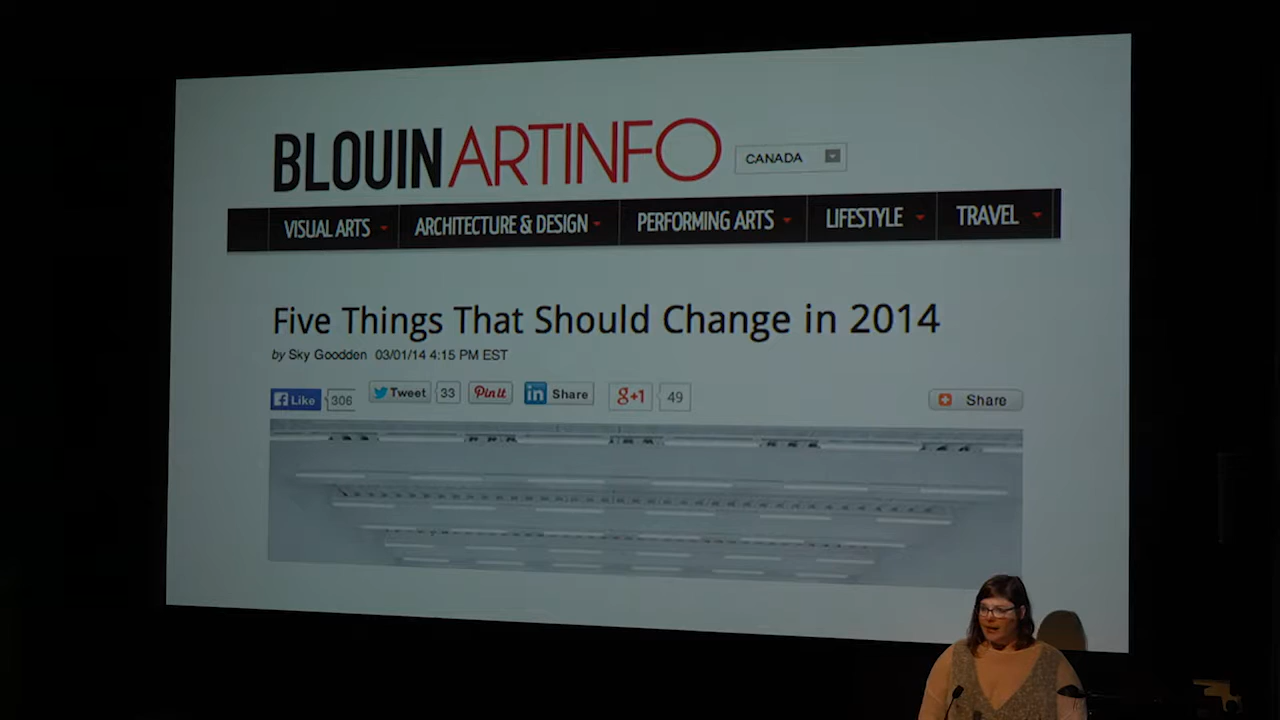 BLOUIN ARTINFO
CANADA
VISUAL ARTS ARCHITECTURE & DESIGN PERFORMING ARTS LIFESTYLE TRAVEL
Five Things That Should Change in 2014
by Sky Goodden 03/01/14 4:15 PM EST
f Like 306 Tweet 33 Pin it in Share g+1 49 Share